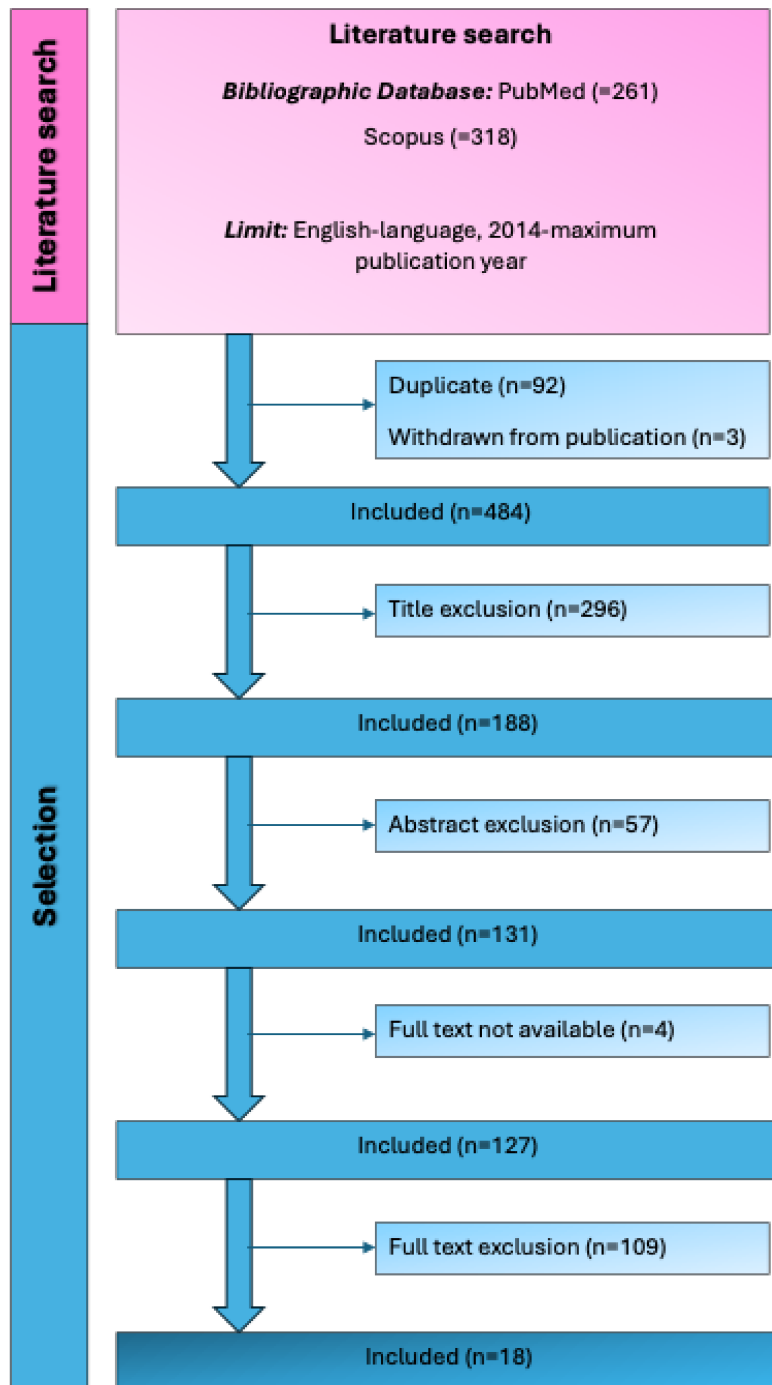 Literature search
Literature search
Bibliographic Database: PubMed (=261)
Scopus (=318)
Limit: English-language, 2014-maximum
publication year
Selection
Duplicate (n=92)
Withdrawn from publication (n=3)
Included (n=484)
Title exclusion (n=296)
Included (n=188)
Abstract exclusion (n=57)
Included (n=131)
Full text not available (n=4)
Included (n=127)
Full text exclusion (n=109)
Included (n=18)